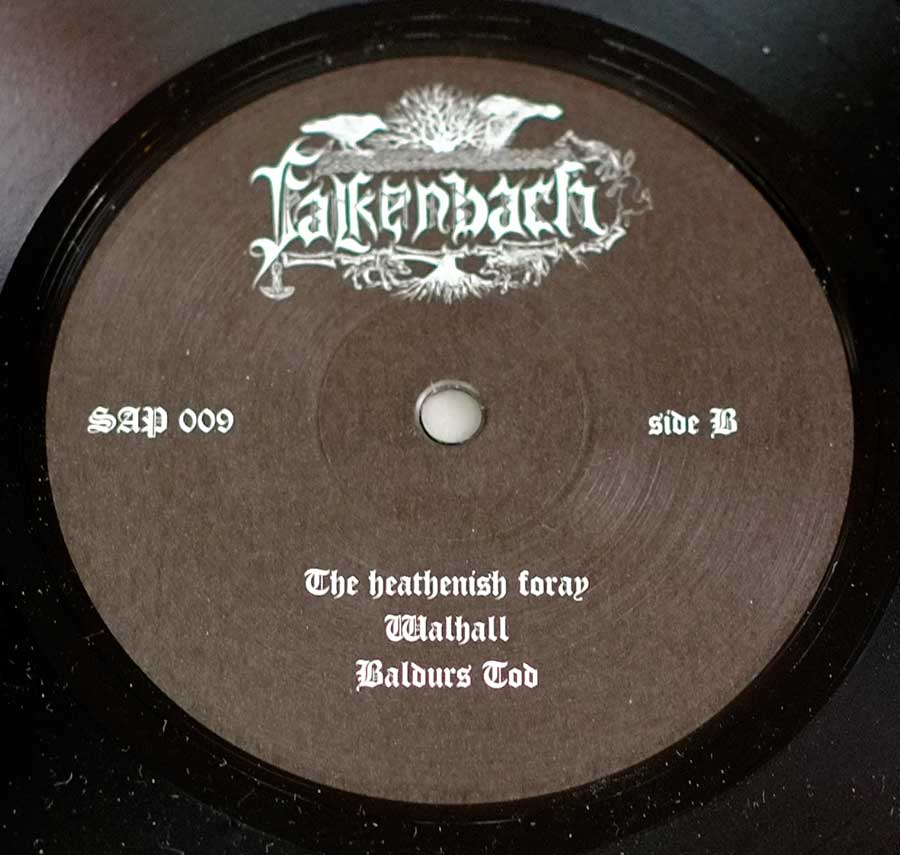 Falkenbach
SAP 009
side B
The heathenish foray
Walhall
Baldurs Tod